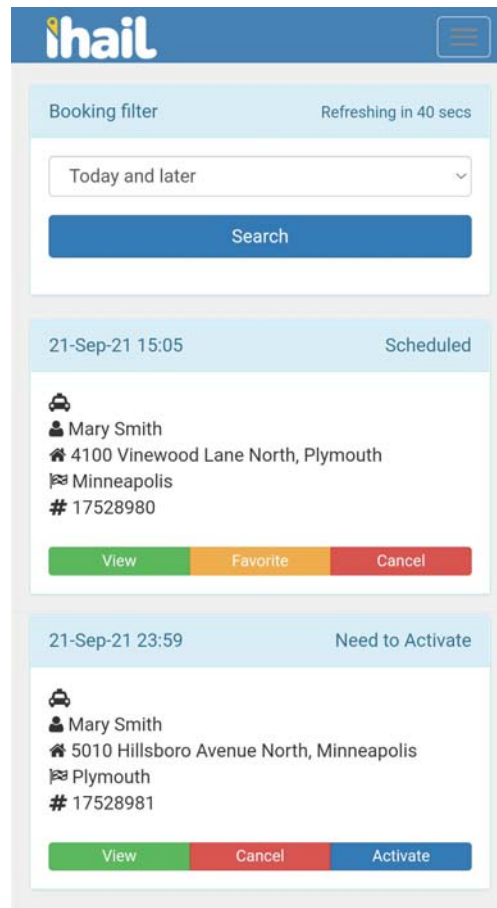 ihail
Booking filter Refreshing in 40 secs
Today and later
Search
21-Sep-21 15:05 Scheduled
Mary Smith
4100 Vinewood Lane North, Plymouth
Minneapolis
# 17528980
View Favorite Cancel
21-Sep-21 23:59 Need to Activate
Mary Smith
5010 Hillsboro Avenue North, Minneapolis
Plymouth
# 17528981
View Cancel Activate